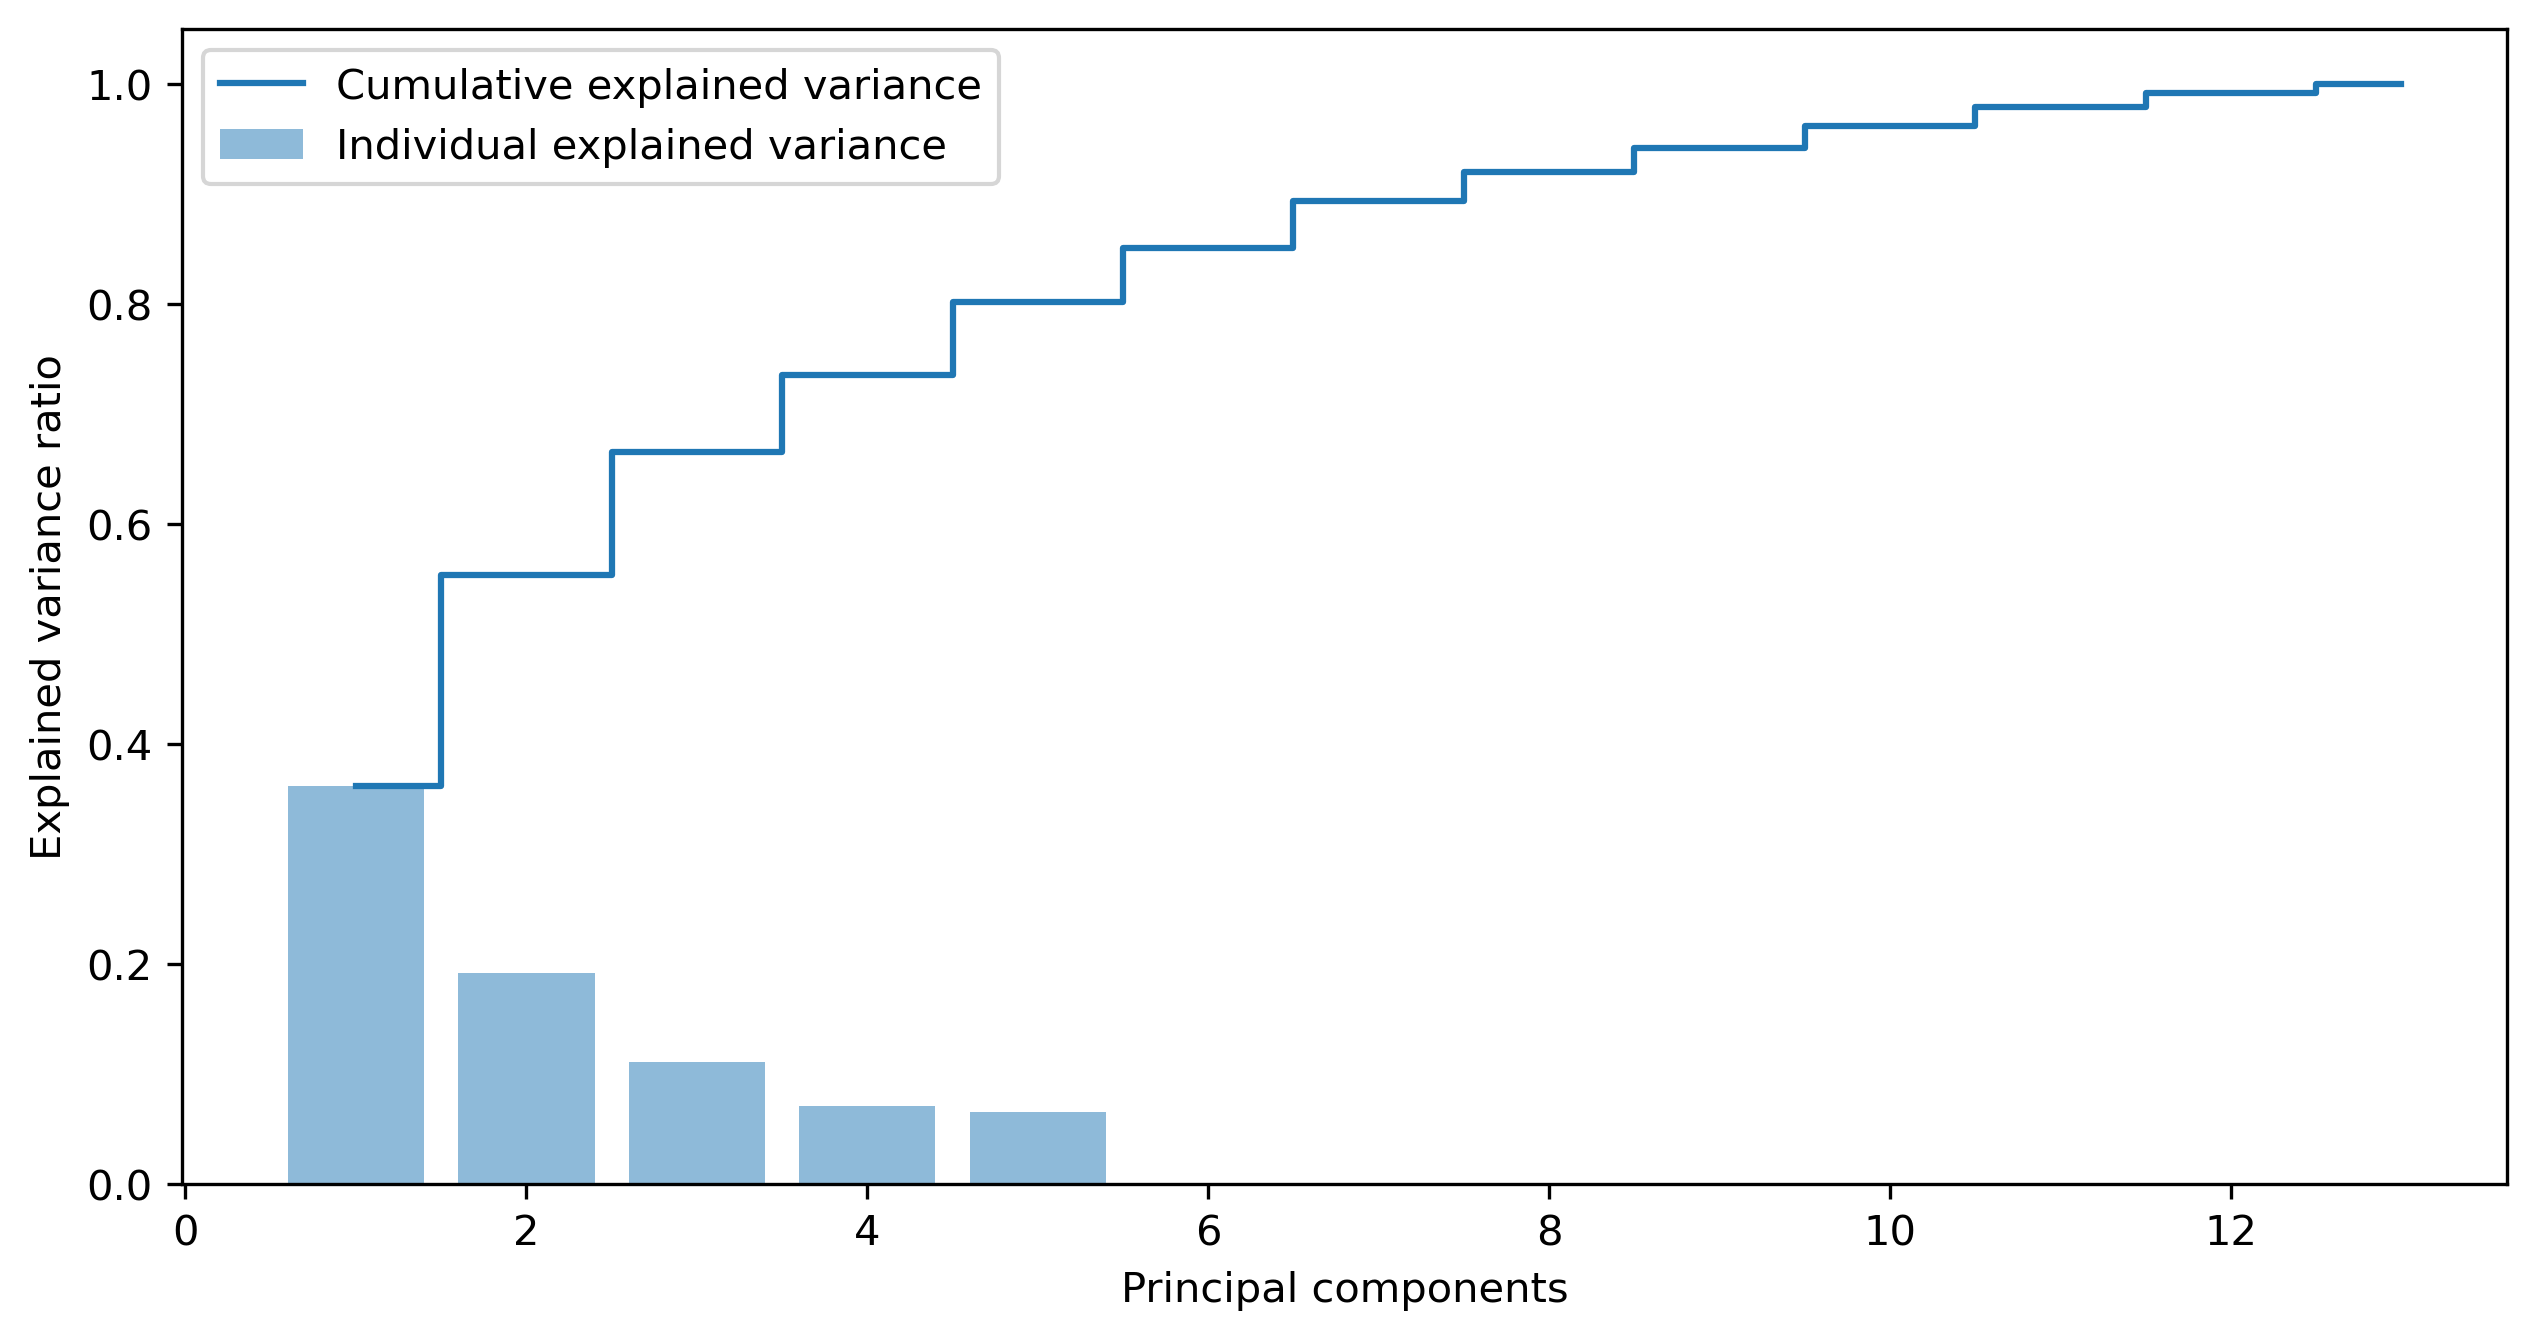 Cumulative explained variance
Individual explained variance
1.0
0.8
0.6
0.4
0.2
0.0
Explained variance ratio
0 2 4 6 8 10 12
Principal components